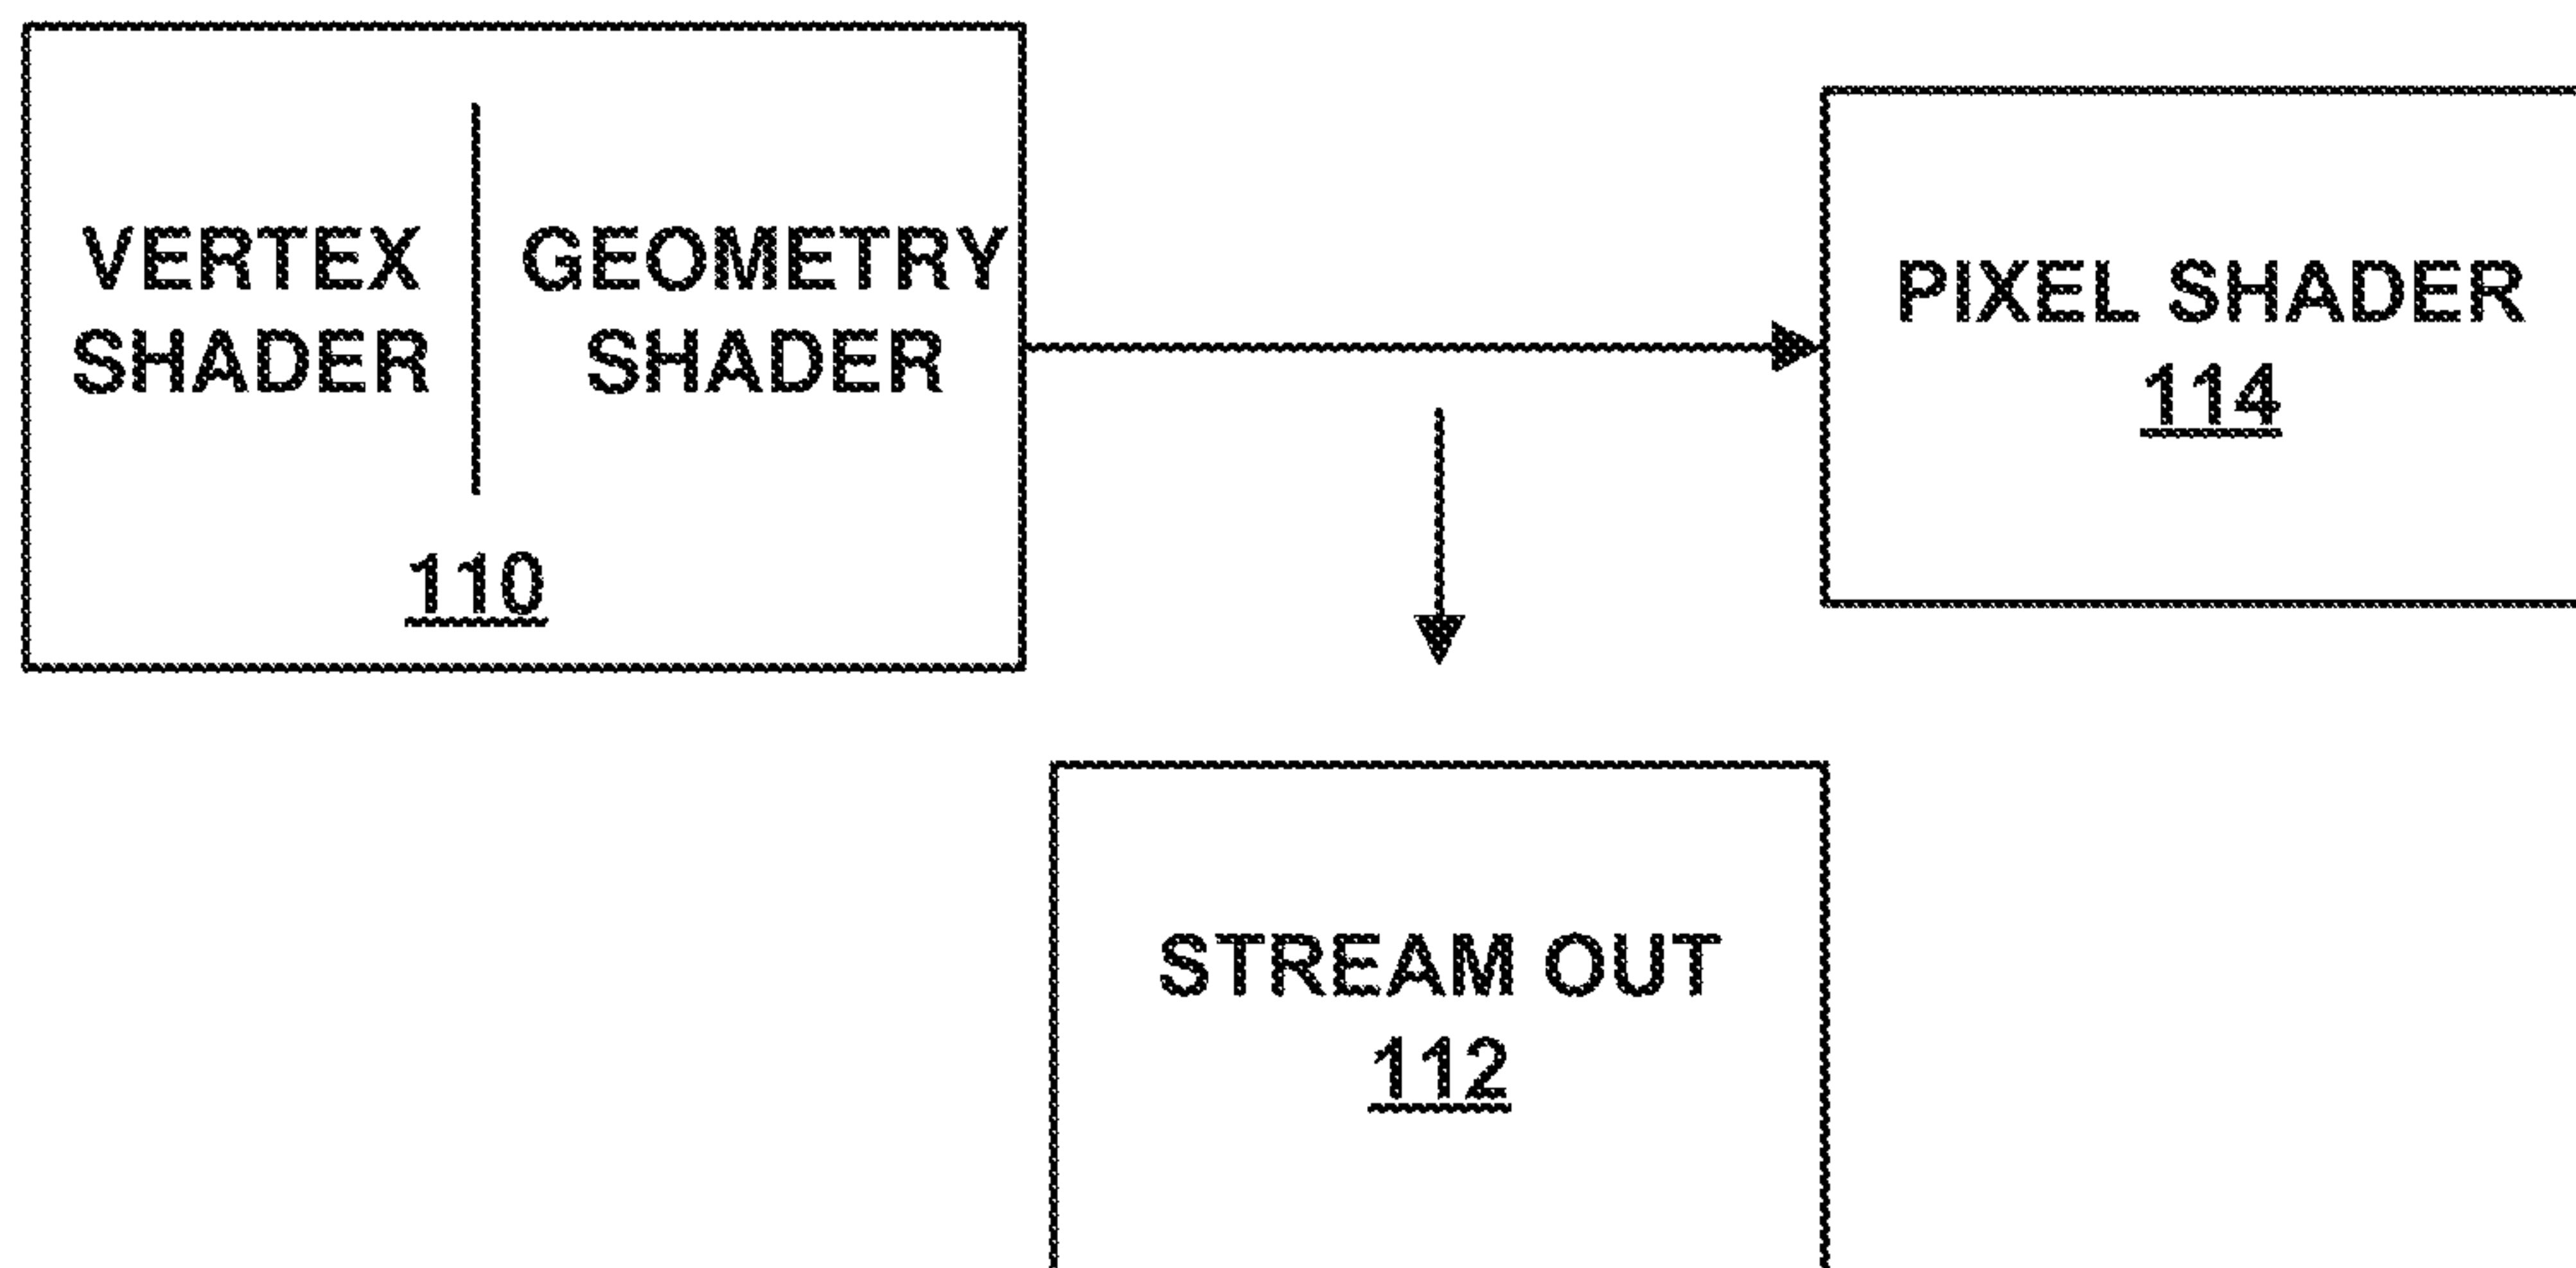 VERTEX
SHADER
GEOMETRY
SHADER
110
PIXEL SHADER
114
STREAM OUT
112